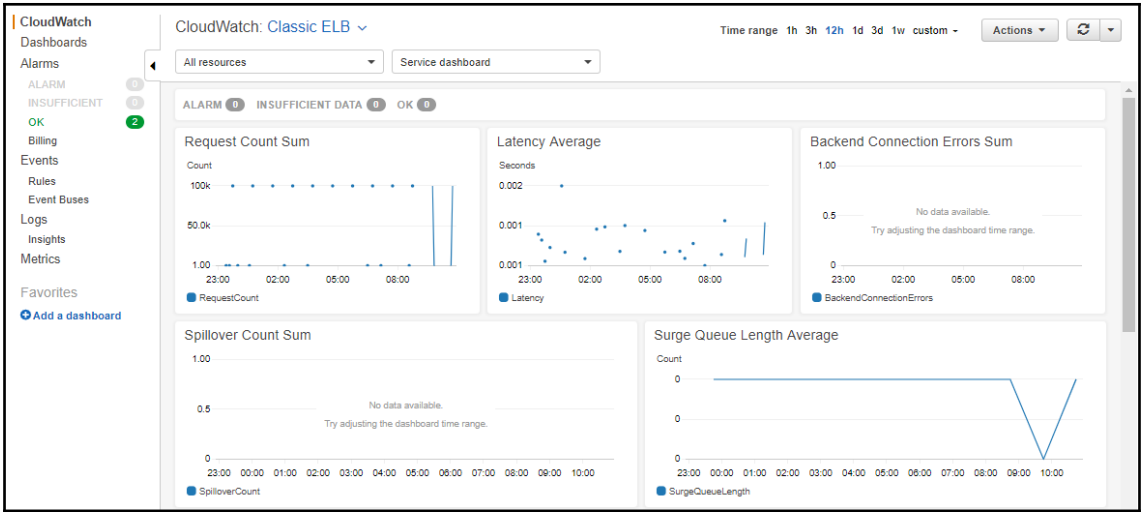 CloudWatch
Dashboards
Alarms
ALARM 0
INSUFFICIENT 0
OK 2
Billing
Events
Rules
Event Buses
Logs
Insights
Metrics
Favorites
Add a dashboard
CloudWatch: Classic ELB
Time range 1h 3h 12h 1d 3d 1w custom
Actions
All resources
Service dashboard
ALARM 0 INSUFFICIENT DATA 0 OK 0
Request Count Sum
Count
100k
50.0k
1.00
23:00 02:00 05:00 08:00
RequestCount
Latency Average
Seconds
0.002
0.001
0.001
23:00 02:00 05:00 08:00
Latency
Backend Connection Errors Sum
1.00
0.5
No data available.
Try adjusting the dashboard time range.
0
23:00 02:00 05:00 08:00
BackendConnectionErrors
Spillover Count Sum
1.00
0.5
No data available.
Try adjusting the dashboard time range.
0
23:00 00:00 01:00 02:00 03:00 04:00 05:00 06:00 07:00 08:00 09:00 10:00
SpilloverCount
Surge Queue Length Average
Count
0
0
0
23:00 00:00 01:00 02:00 03:00 04:00 05:00 06:00 07:00 08:00 09:00 10:00
SurgeQueueLength